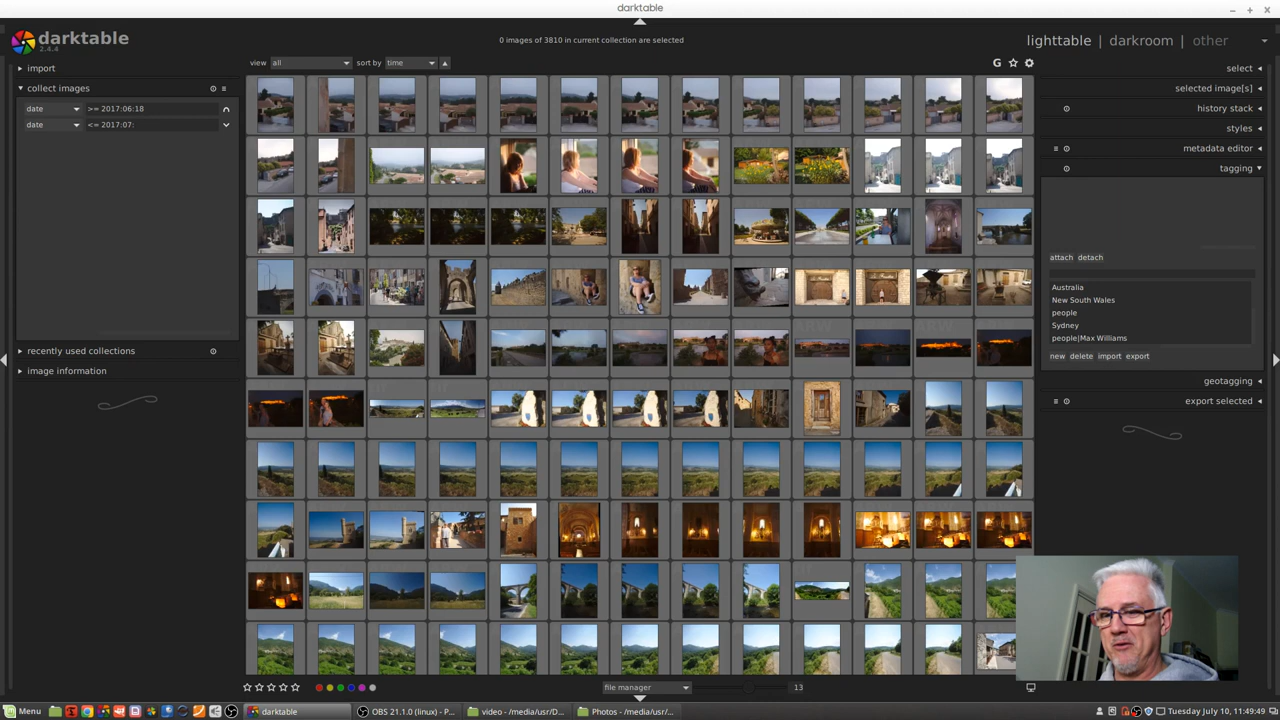 darktable
darktable
2.4.4
0 images of 3810 in current collection are selected
lighttable | darkroom | other
import
collect images
date >= 2017:06:18
date <= 2017:07:
recently used collections
image information
view all sort by time
G
select
selected image[s]
history stack
styles
metadata editor
tagging
attach detach
Australia
New South Wales
people
Sydney
people|Max Williams
new delete import export
geotagging
export selected
file manager 13
Menu
darktable
OBS 21.1.0 (linux) - P...
video - /media/usr/D...
Photos - /media/usr/...
Tuesday July 10, 11:49:49